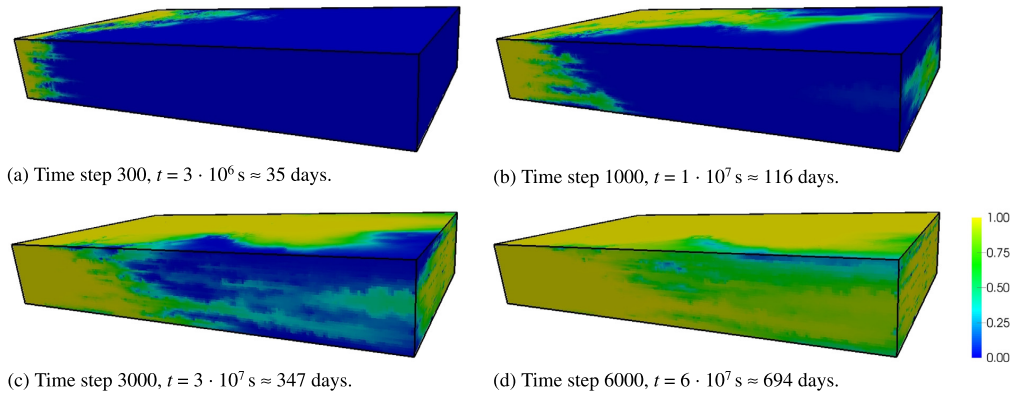 (a) Time step 300, t = 3 · 10⁶ s ≈ 35 days.
(b) Time step 1000, t = 1 · 10⁷ s ≈ 116 days.
1.00
0.75
0.50
0.25
0.00
(c) Time step 3000, t = 3 · 10⁷ s ≈ 347 days.
(d) Time step 6000, t = 6 · 10⁷ s ≈ 694 days.